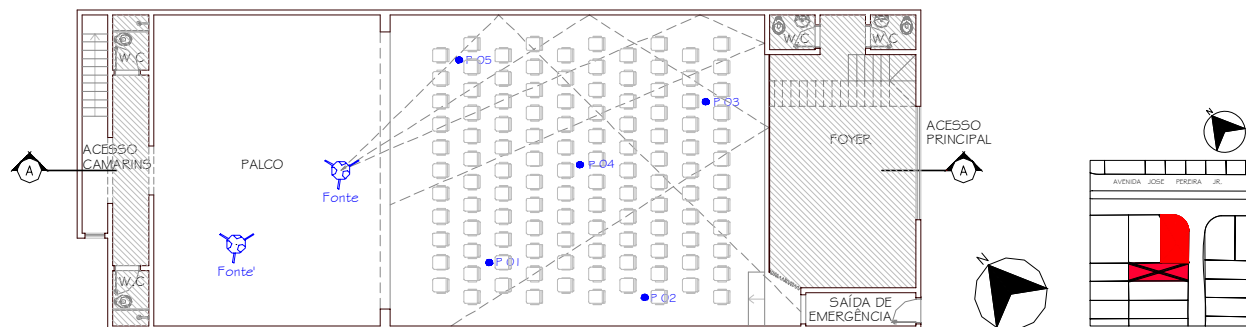 W.C
W.C
W.C
P 05
P 03
ACESSO
CAMARINS
PALCO
FOYER
ACESSO
PRINCIPAL
A
A
P 04
Fonte
Fonte'
P 01
W.C
P 02
SAÍDA DE
EMERGÊNCIA
N
N
AVENIDA JOSE PEREIRA JR.